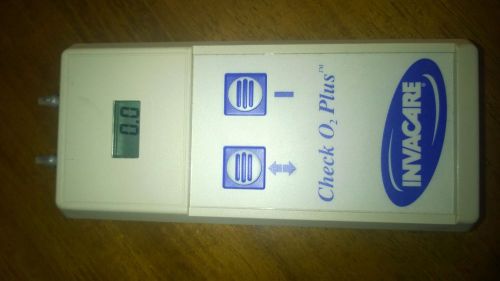 0.0
Check O₂ Plus™
INVACARE®